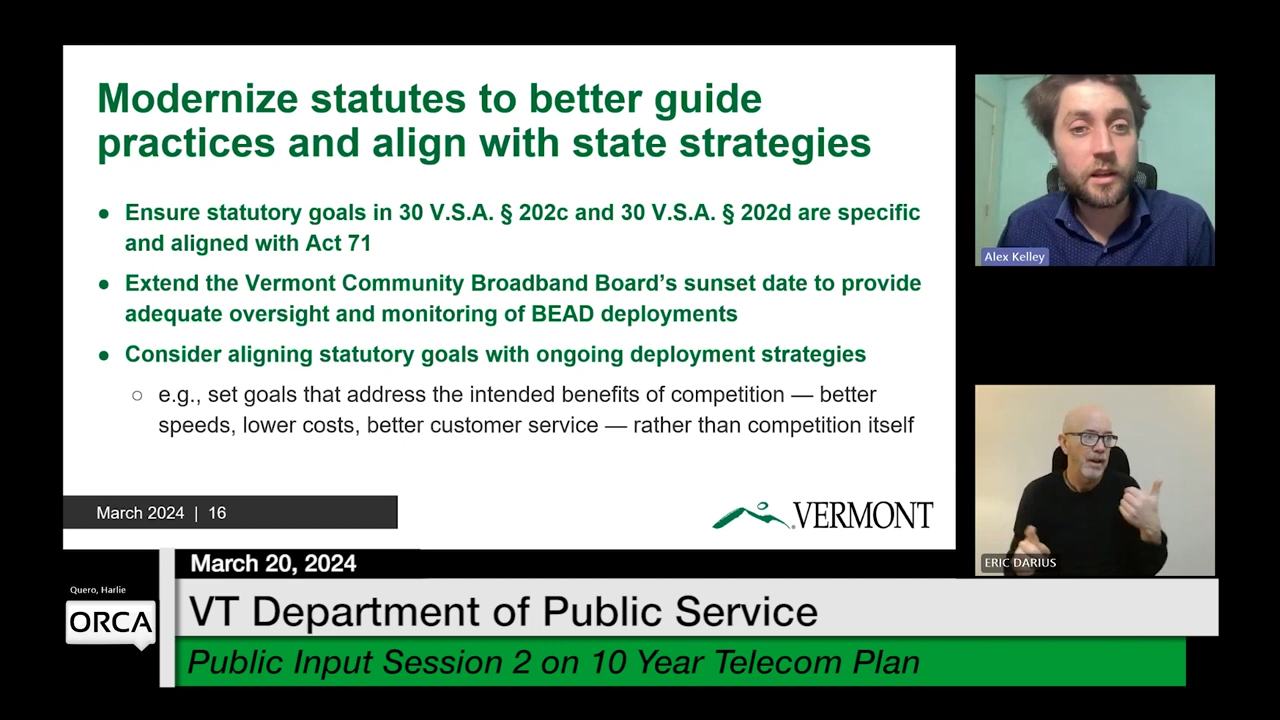 Modernize statutes to better guide
practices and align with state strategies
● Ensure statutory goals in 30 V.S.A. § 202c and 30 V.S.A. § 202d are specific
and aligned with Act 71
● Extend the Vermont Community Broadband Board’s sunset date to provide
adequate oversight and monitoring of BEAD deployments
● Consider aligning statutory goals with ongoing deployment strategies
○ e.g., set goals that address the intended benefits of competition — better
speeds, lower costs, better customer service — rather than competition itself
March 2024 | 16
VERMONT
Alex Kelley
ERIC DARIUS
March 20, 2024
Quero, Harlie
ORCA
VT Department of Public Service
Public Input Session 2 on 10 Year Telecom Plan